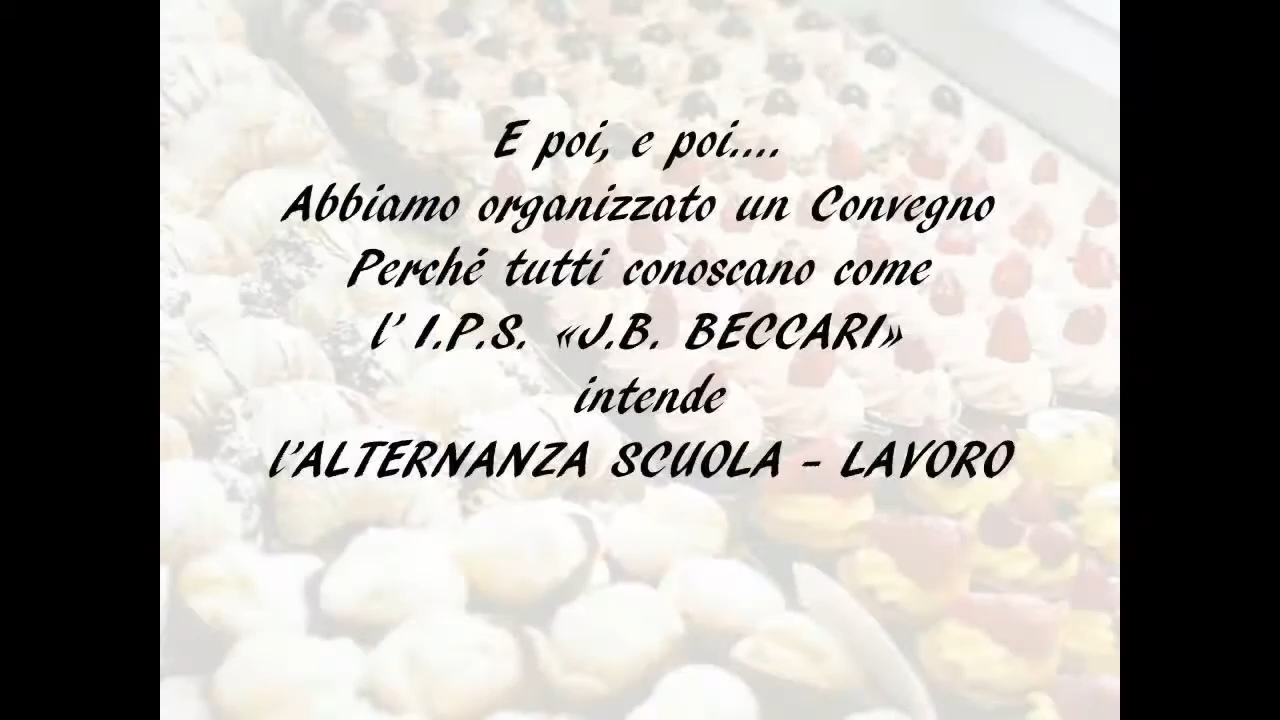 E poi, e poi....
Abbiamo organizzato un Convegno
Perché tutti conoscano come
l' I.P.S. «J.B. BECCARI»
intende
l'ALTERNANZA SCUOLA - LAVORO